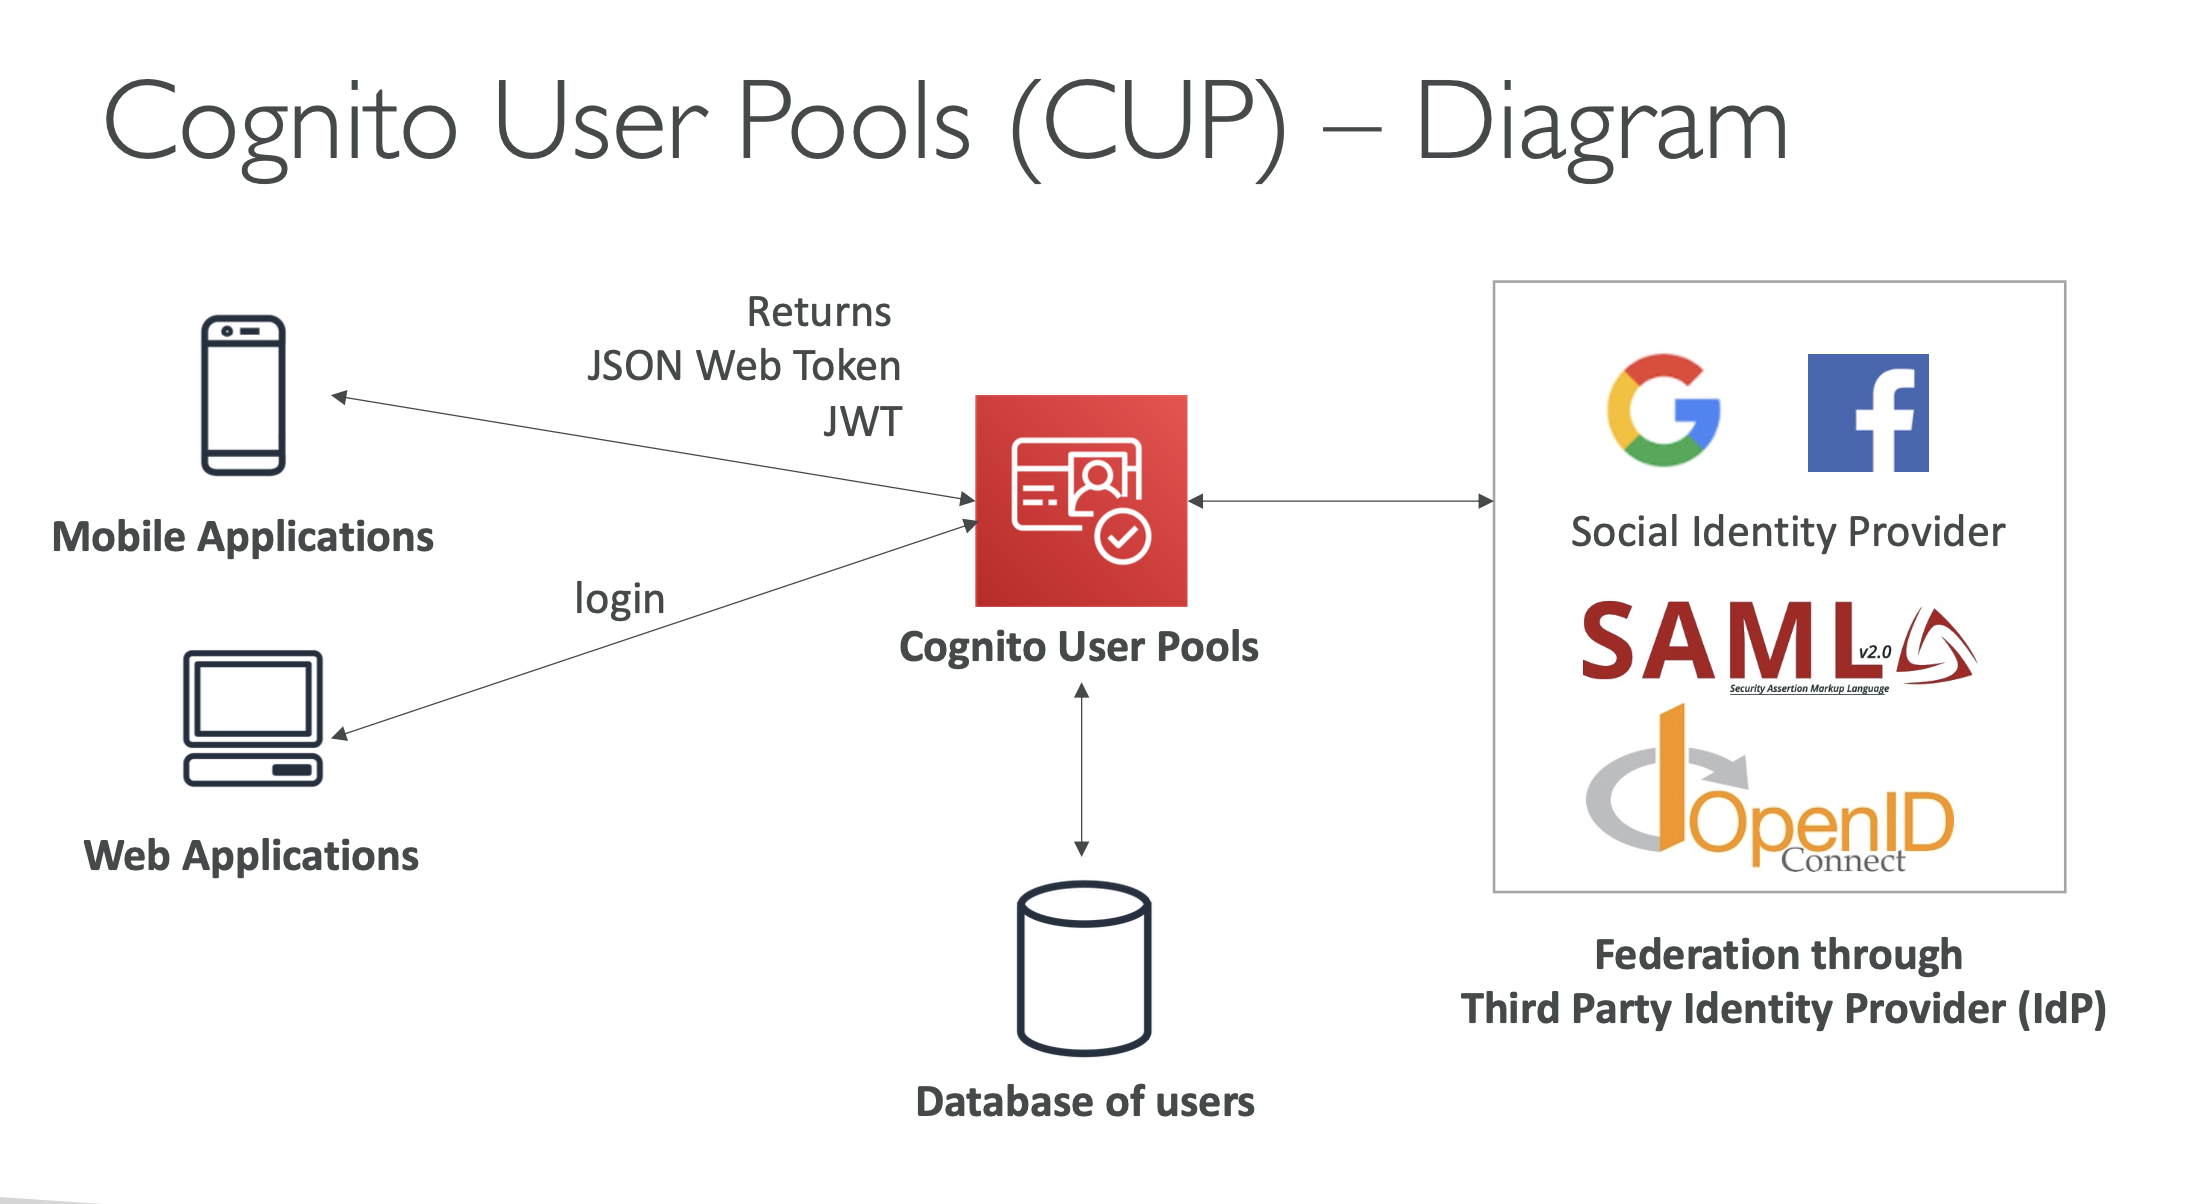 Cognito User Pools (CUP) – Diagram
Returns
JSON Web Token
JWT
Mobile Applications
login
Web Applications
Cognito User Pools
Database of users
Social Identity Provider
SAML v2.0
Security Assertion Markup Language
OpenID
Connect
Federation through
Third Party Identity Provider (IdP)